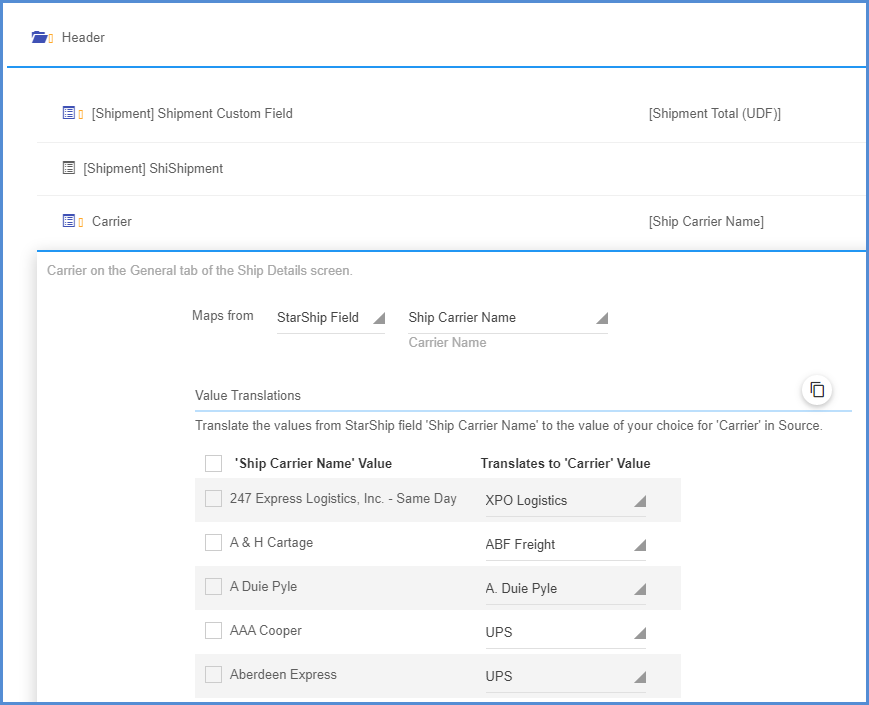 Header
[Shipment] Shipment Custom Field [Shipment Total (UDF)]
[Shipment] ShiShipment
Carrier [Ship Carrier Name]
Carrier on the General tab of the Ship Details screen.
Maps from StarShip Field Ship Carrier Name
Carrier Name
Value Translations
Translate the values from StarShip field 'Ship Carrier Name' to the value of your choice for 'Carrier' in Source.
'Ship Carrier Name' Value Translates to 'Carrier' Value
247 Express Logistics, Inc. - Same Day XPO Logistics
A & H Cartage ABF Freight
A Duie Pyle A. Duie Pyle
AAA Cooper UPS
Aberdeen Express UPS